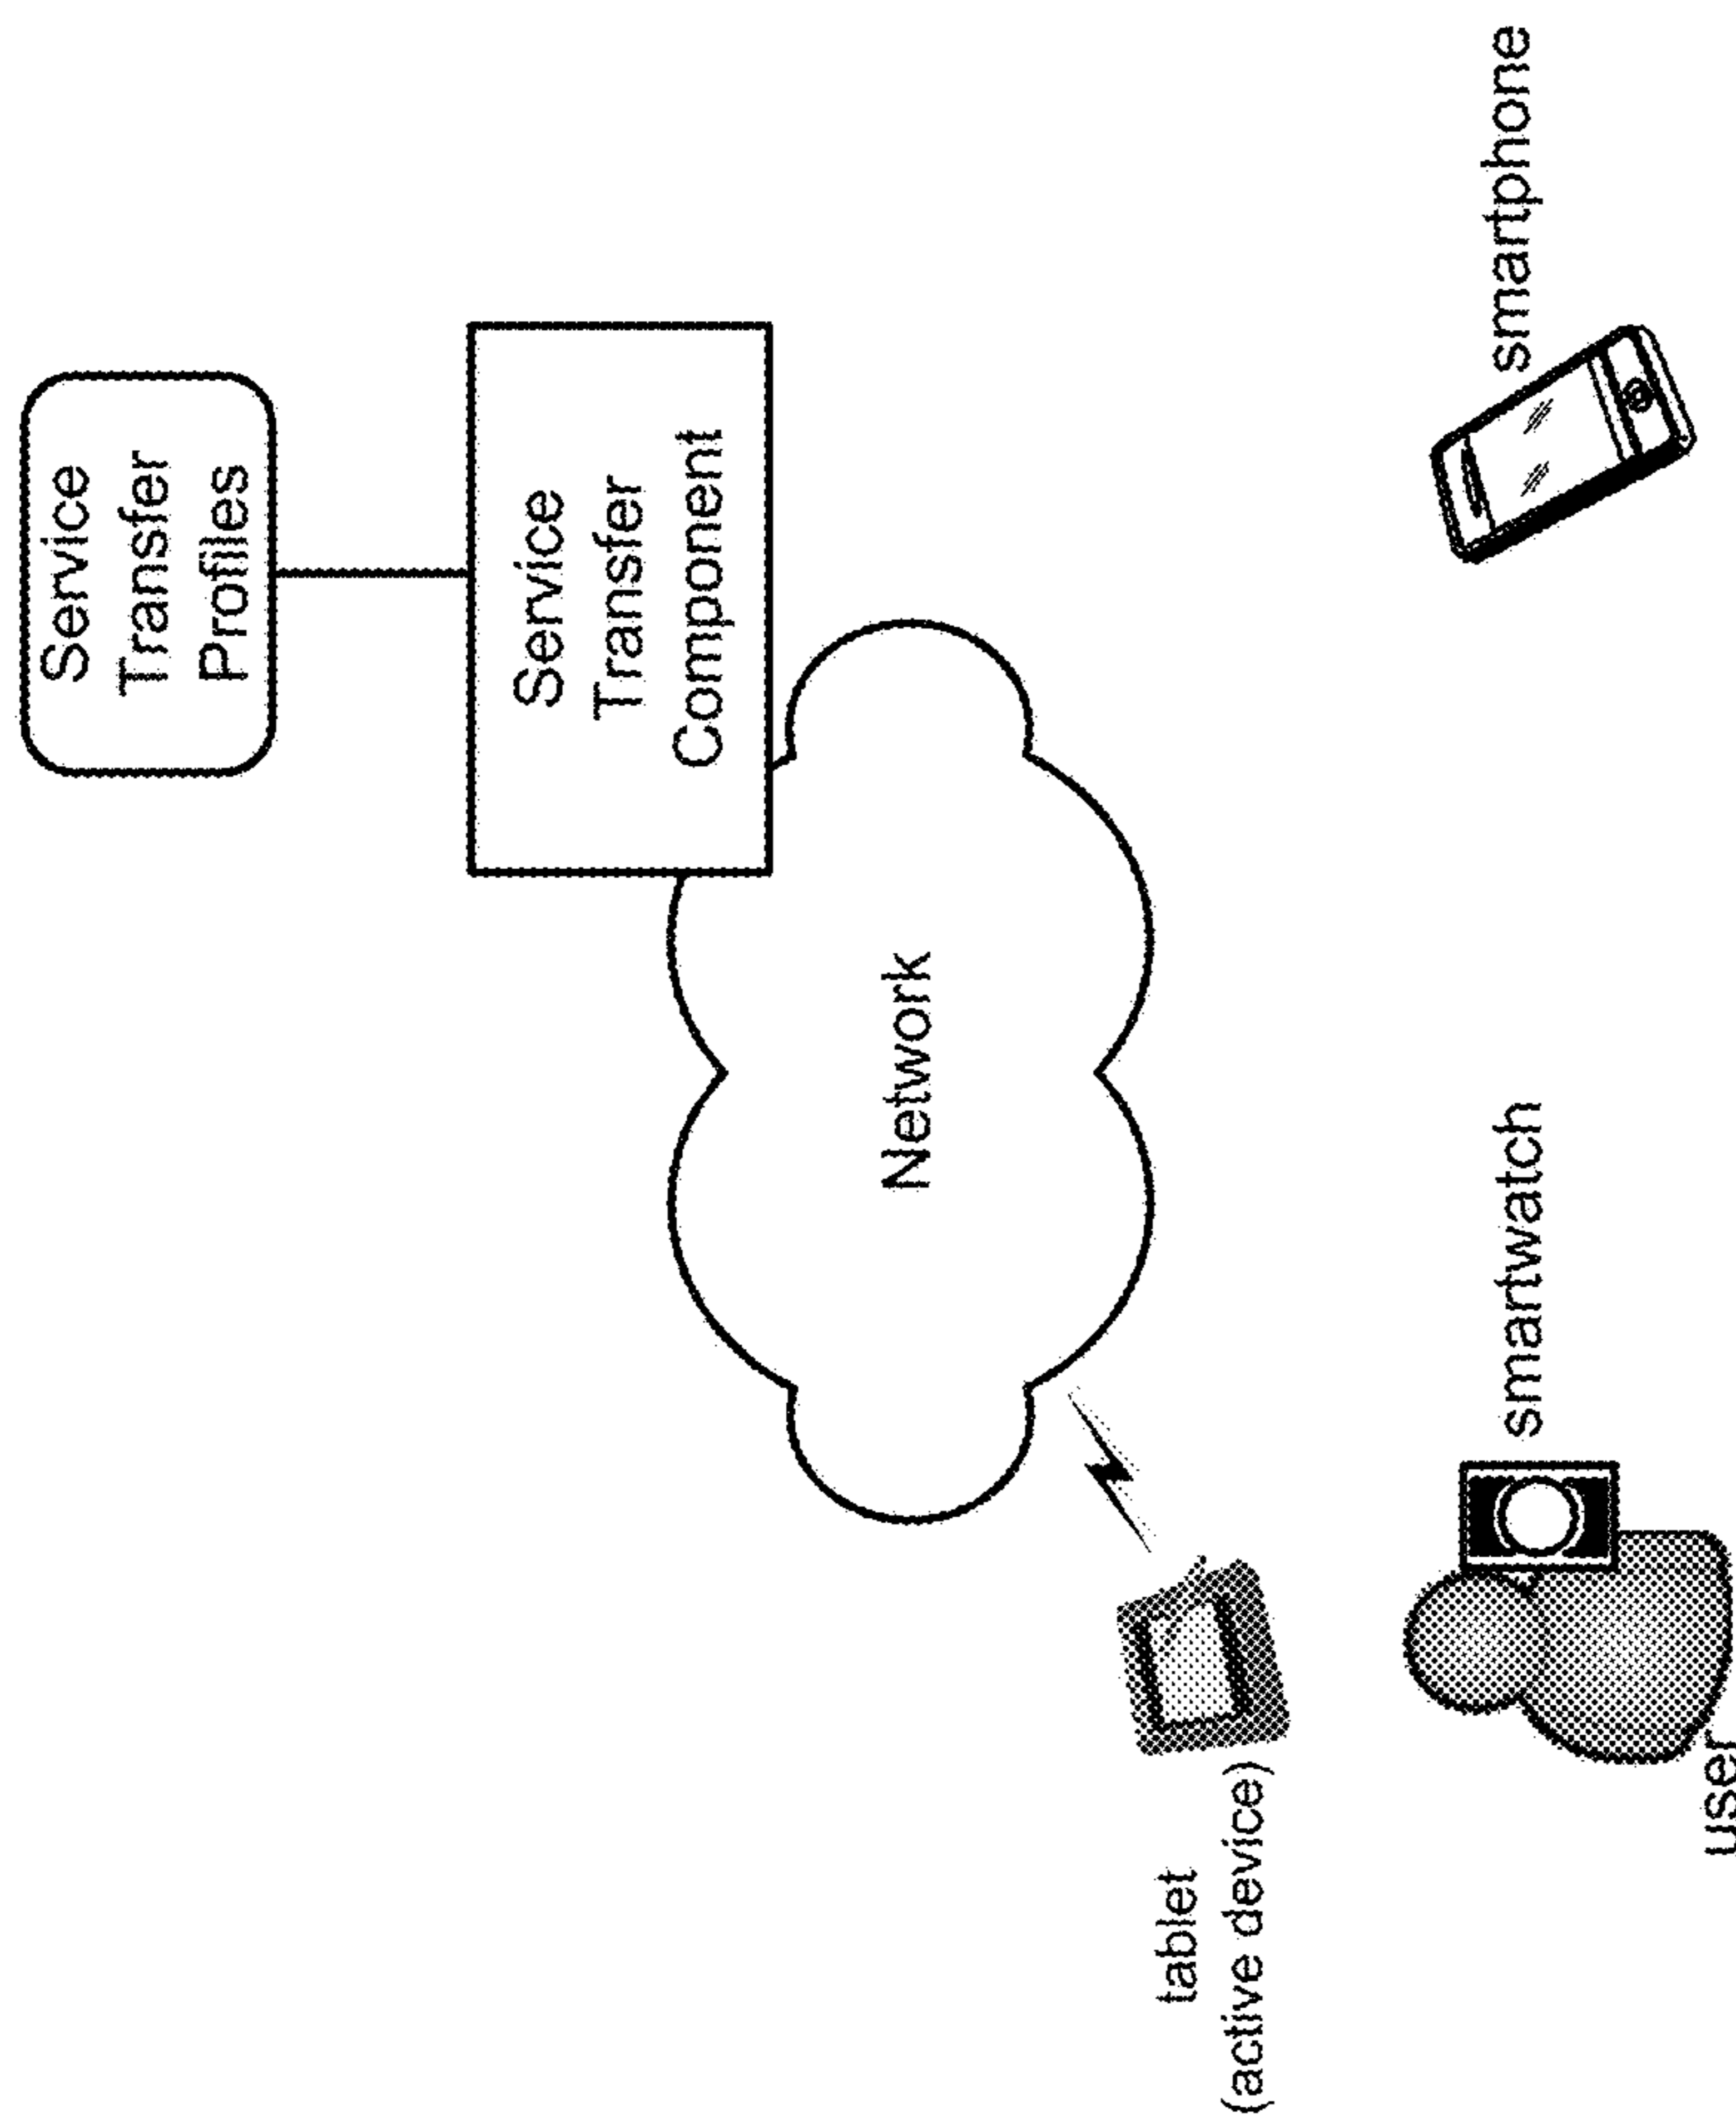 Service
Transfer
Profiles
Service
Transfer
Component
Network
tablet
(active device)
smartwatch
smartphone
user